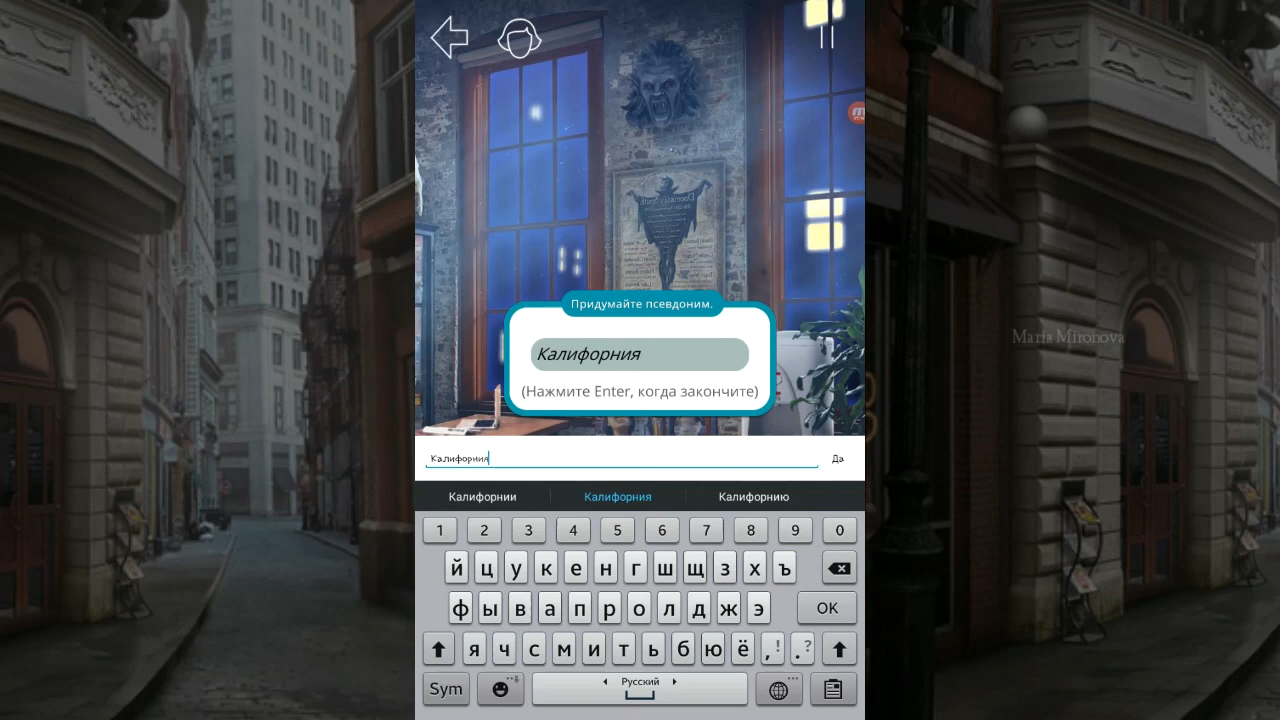 Придумайте псевдоним.
Калифорния
(Нажмите Enter, когда закончите)
Maria Mironova
Калифорния Да
Калифорнии Калифорния Калифорнию
1 2 3 4 5 6 7 8 9 0
й ц у к е н г ш щ з х ъ
ф ы в а п р о л д ж э OK
я ч с м и т ь б ю ё , ! . ?
Sym Русский